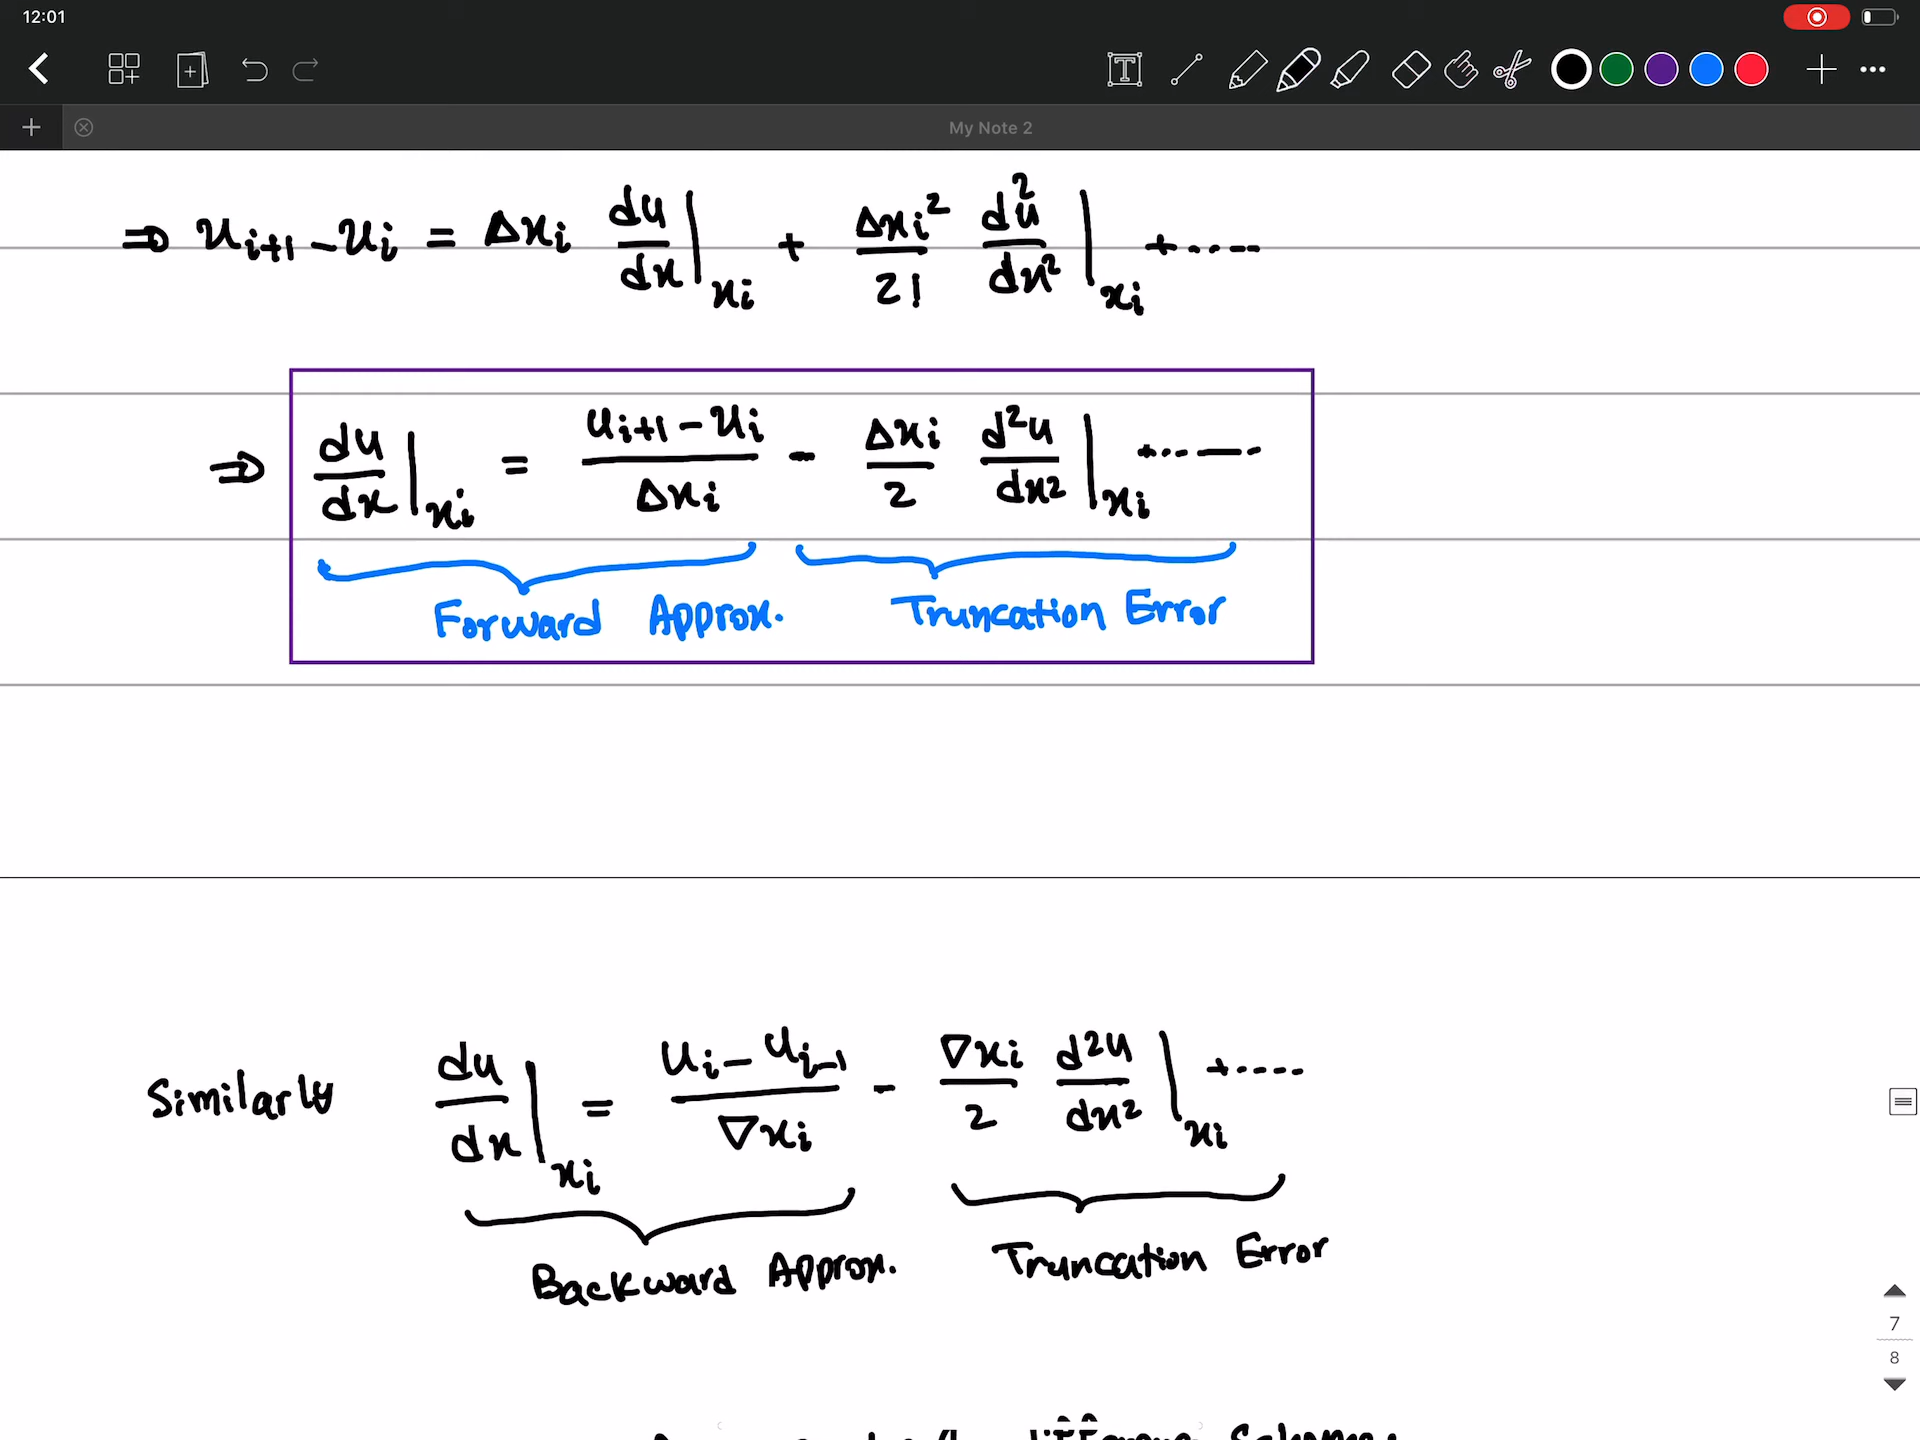 12:01
My Note 2
⇒ u_{i+1} - u_i = Δx_i du/dx|_{x_i} + Δx_i²/2! d²u/dx²|_{x_i} + .....
⇒ du/dx|_{x_i} = (u_{i+1} - u_i)/Δx_i - Δx_i/2 d²u/dx²|_{x_i} + .....
Forward Approx. Truncation Error
Similarly du/dx|_{x_i} = (u_i - u_{i-1})/∇x_i - ∇x_i/2 d²u/dx²|_{x_i} + .....
Backward Approx. Truncation Error
7
8